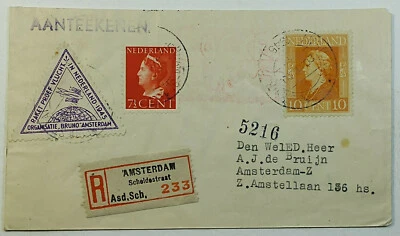 AANTEEKENEN.
RAKET PROEF VLUCHT
IN NEDERLAND 1945
ORGANISATIE "BRUNO" AMSTERDAM
NEDERLAND
7½ CENT
NEDERLAND
10 CENT 10
5216
Den WelED.Heer
A.J.de Bruijn
Amsterdam-Z
Z.Amstellaan 136 hs.
R
AMSTERDAM
Scheldestraat
Asd.Sch. 233